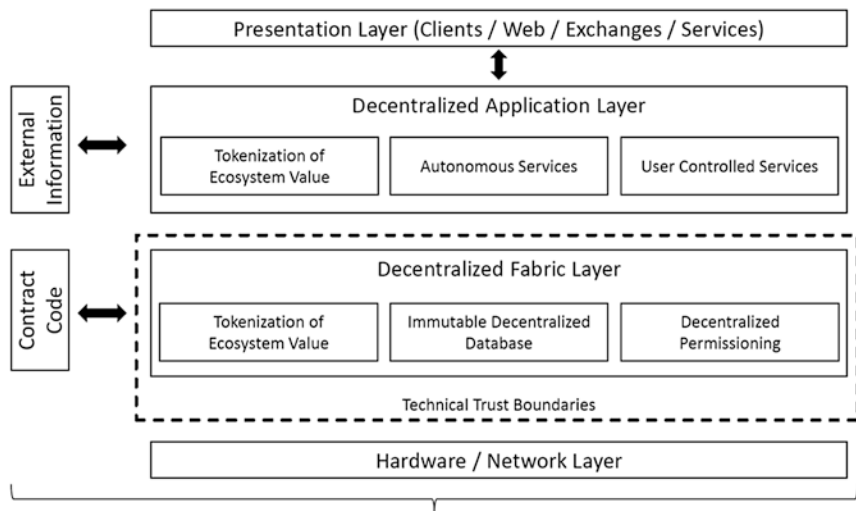 Presentation Layer (Clients / Web / Exchanges / Services)
External
Information
Decentralized Application Layer
Tokenization of
Ecosystem Value
Autonomous Services
User Controlled Services
Contract
Code
Decentralized Fabric Layer
Tokenization of
Ecosystem Value
Immutable Decentralized
Database
Decentralized
Permissioning
Technical Trust Boundaries
Hardware / Network Layer